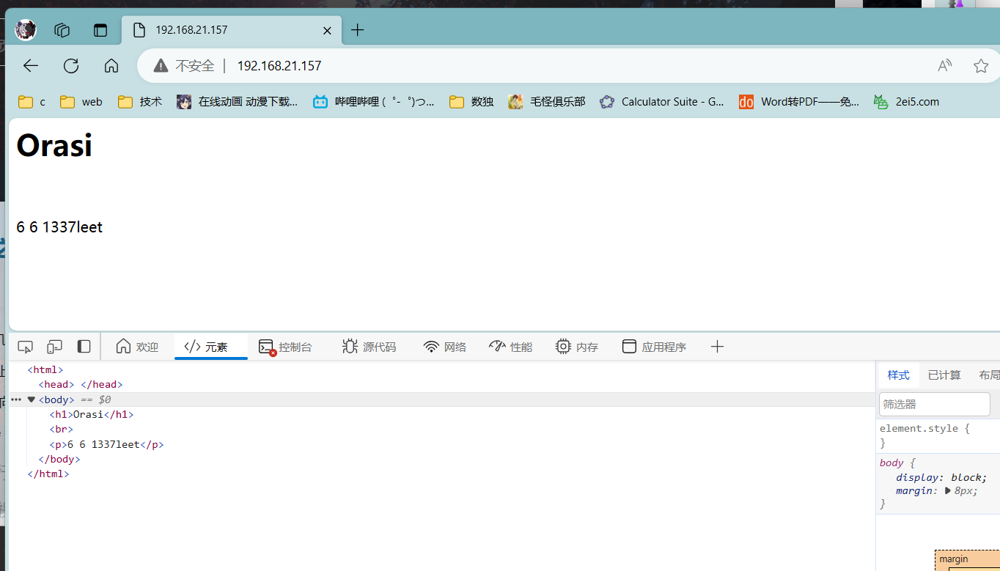 192.168.21.157
不安全 | 192.168.21.157
c web 技术 在线动画 动漫下载... 哔哩哔哩 (゜-゜)つ... 数独 毛怪俱乐部 Calculator Suite - G... Word转PDF——免... 2ei5.com
Orasi
6 6 1337leet
欢迎 </> 元素 控制台 源代码 网络 性能 内存 应用程序
<html>
<head> </head>
<body> == $0
<h1>Orasi</h1>
<br>
<p>6 6 1337leet</p>
</body>
</html>
样式 已计算 布局
筛选器
element.style {
}
body {
display: block;
margin: 8px;
}
margin